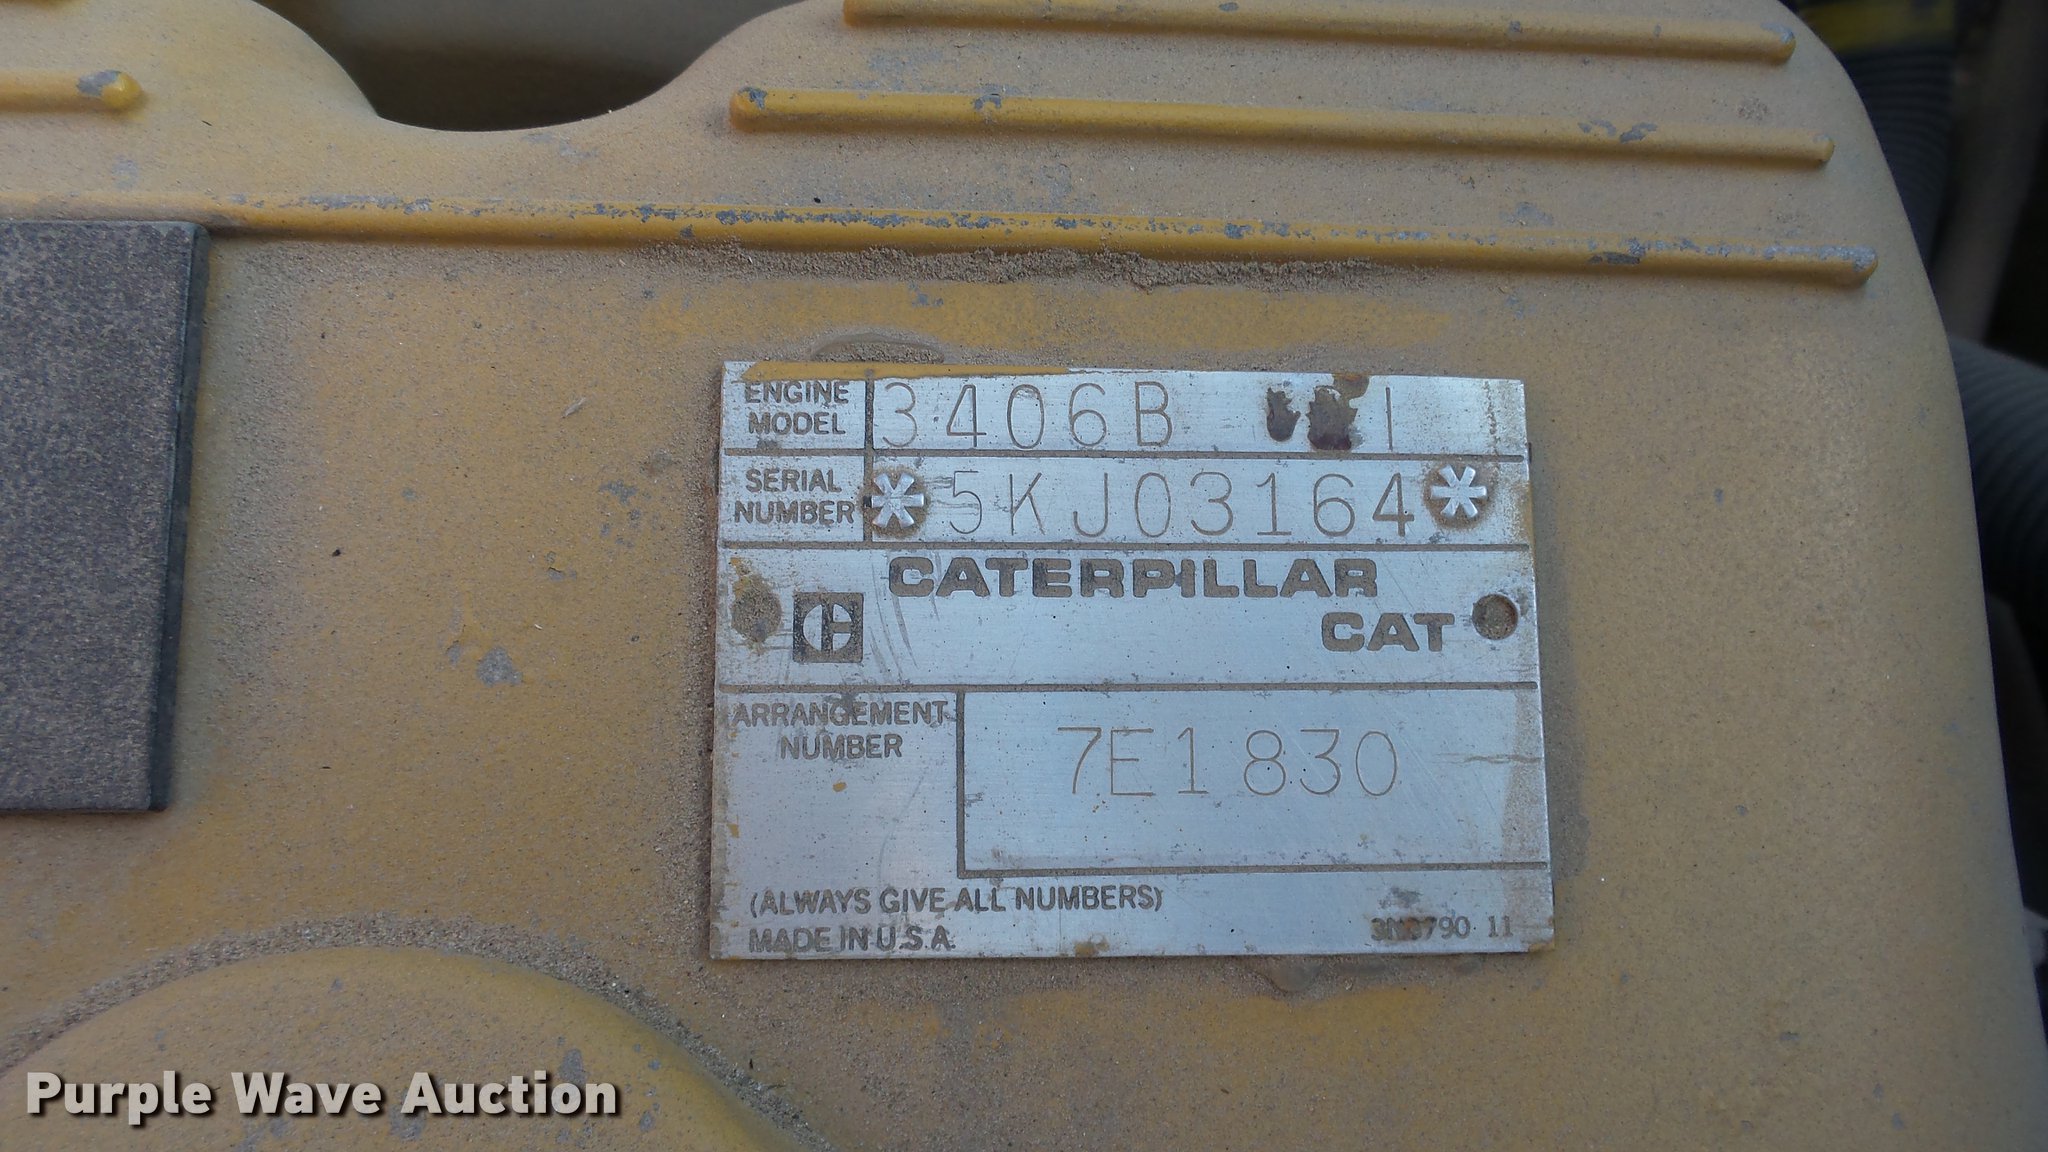 ENGINE MODEL 3406B I
SERIAL NUMBER *5KJ03164*
CATERPILLAR
CAT
ARRANGEMENT NUMBER 7E1830
(ALWAYS GIVE ALL NUMBERS)
MADE IN U.S.A. 11
Purple Wave Auction